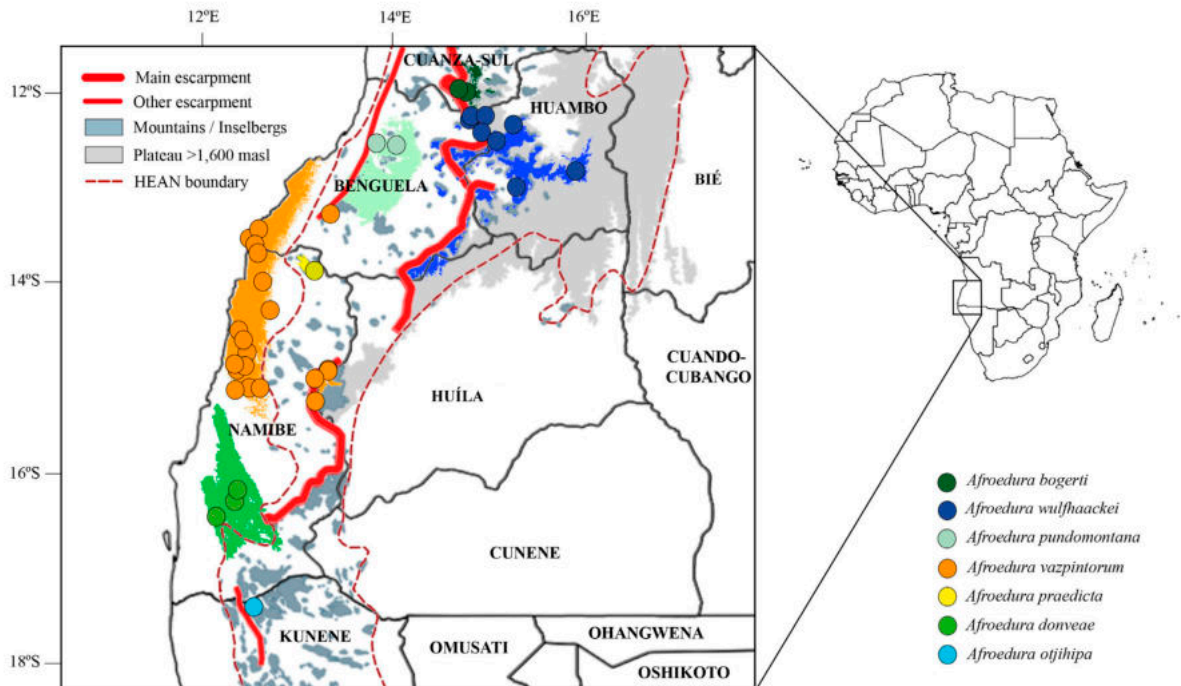 12ºE
14ºE
16ºE
12ºS
14ºS
16ºS
18ºS
Main escarpment
Other escarpment
Mountains / Inselbergs
Plateau >1,600 masl
HEAN boundary
CUANZA-SUL
HUAMBO
BENGUELA
BIÉ
CUANDO-
CUBANGO
HUÍLA
NAMIBE
CUNENE
KUNENE
OMUSATI
OHANGWENA
OSHIKOTO
Afroedura bogerti
Afroedura wulfhaackei
Afroedura pundomontana
Afroedura vazpintorum
Afroedura praedicta
Afroedura donveae
Afroedura otjihipa